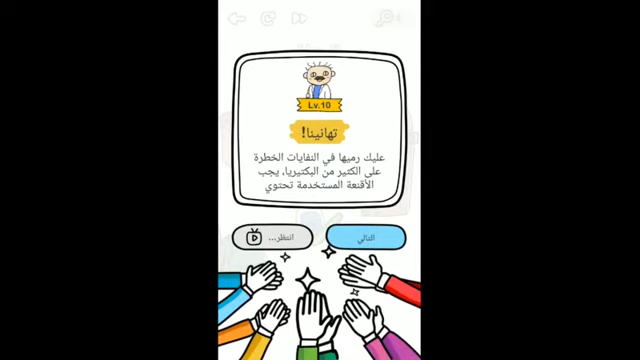 Lv.10
تهانينا!
عليك رميها في النفايات الخطرة
على الكثير من البكتيريا، يجب
الأقنعة المستخدمة تحتوي
انتظر...
التالي